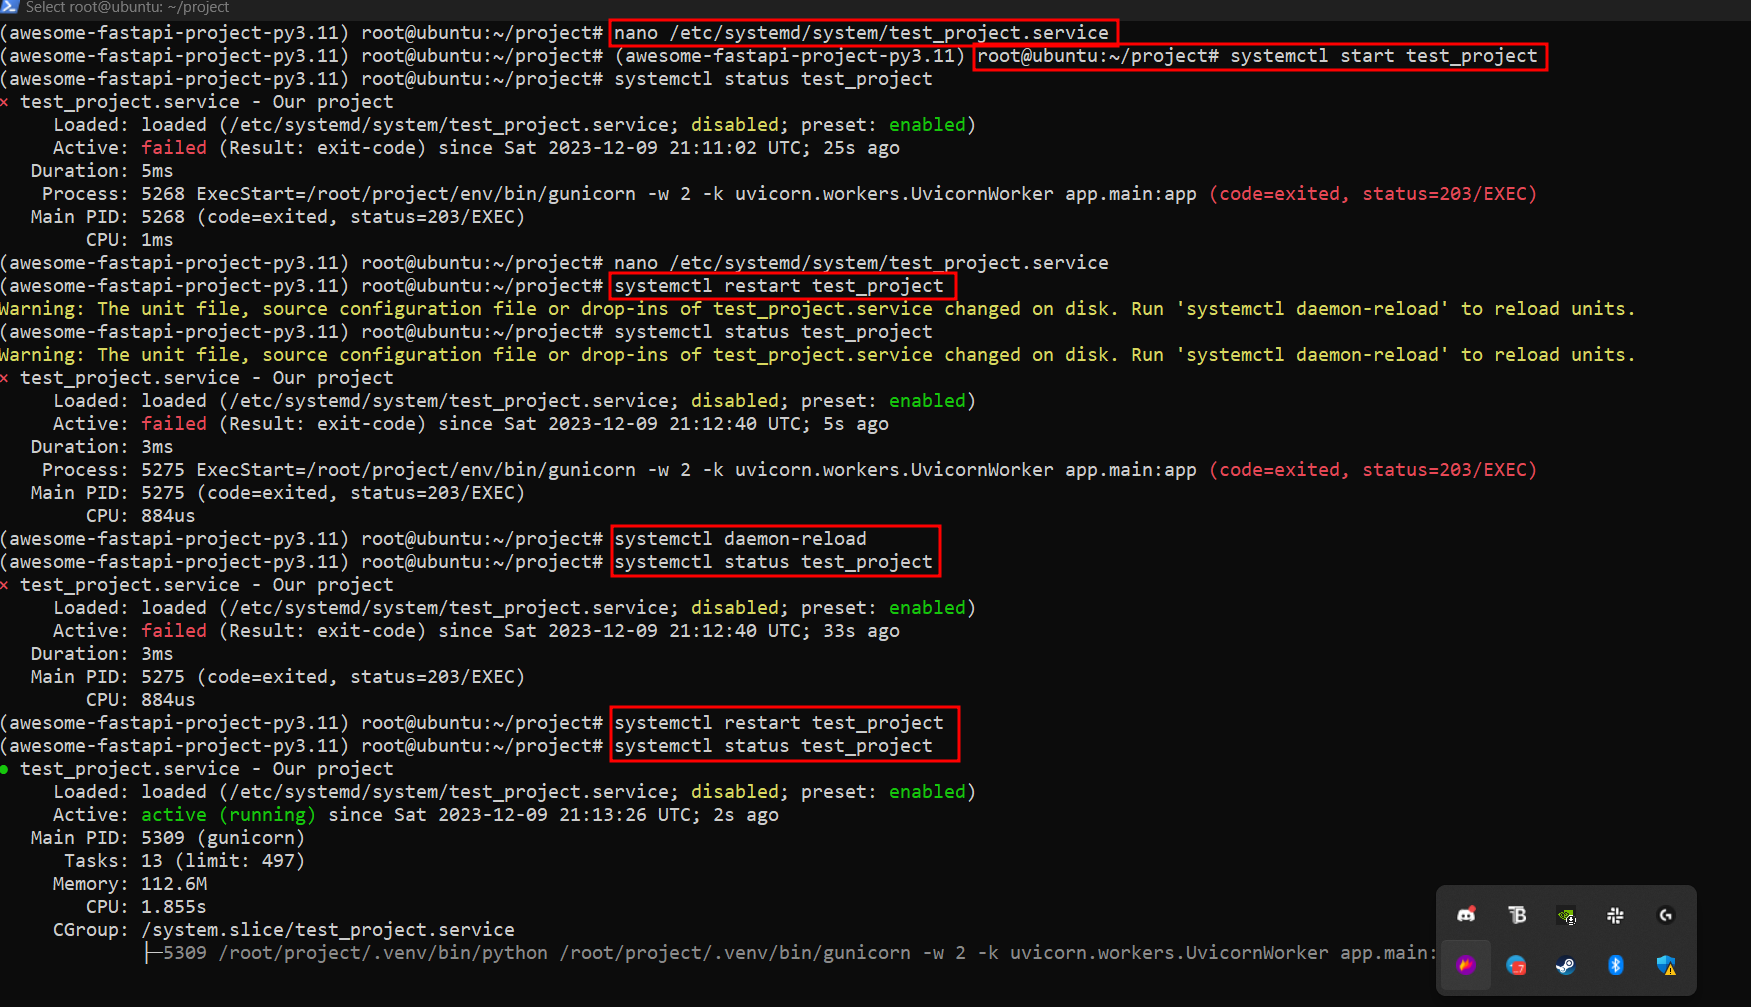 Select root@ubuntu: ~/project
(awesome-fastapi-project-py3.11) root@ubuntu:~/project# nano /etc/systemd/system/test_project.service
(awesome-fastapi-project-py3.11) root@ubuntu:~/project# (awesome-fastapi-project-py3.11) root@ubuntu:~/project# systemctl start test_project
(awesome-fastapi-project-py3.11) root@ubuntu:~/project# systemctl status test_project
× test_project.service - Our project
Loaded: loaded (/etc/systemd/system/test_project.service; disabled; preset: enabled)
Active: failed (Result: exit-code) since Sat 2023-12-09 21:11:02 UTC; 25s ago
Duration: 5ms
Process: 5268 ExecStart=/root/project/env/bin/gunicorn -w 2 -k uvicorn.workers.UvicornWorker app.main:app (code=exited, status=203/EXEC)
Main PID: 5268 (code=exited, status=203/EXEC)
CPU: 1ms
(awesome-fastapi-project-py3.11) root@ubuntu:~/project# nano /etc/systemd/system/test_project.service
(awesome-fastapi-project-py3.11) root@ubuntu:~/project# systemctl restart test_project
Warning: The unit file, source configuration file or drop-ins of test_project.service changed on disk. Run 'systemctl daemon-reload' to reload units.
(awesome-fastapi-project-py3.11) root@ubuntu:~/project# systemctl status test_project
Warning: The unit file, source configuration file or drop-ins of test_project.service changed on disk. Run 'systemctl daemon-reload' to reload units.
× test_project.service - Our project
Loaded: loaded (/etc/systemd/system/test_project.service; disabled; preset: enabled)
Active: failed (Result: exit-code) since Sat 2023-12-09 21:12:40 UTC; 5s ago
Duration: 3ms
Process: 5275 ExecStart=/root/project/env/bin/gunicorn -w 2 -k uvicorn.workers.UvicornWorker app.main:app (code=exited, status=203/EXEC)
Main PID: 5275 (code=exited, status=203/EXEC)
CPU: 884us
(awesome-fastapi-project-py3.11) root@ubuntu:~/project# systemctl daemon-reload
(awesome-fastapi-project-py3.11) root@ubuntu:~/project# systemctl status test_project
× test_project.service - Our project
Loaded: loaded (/etc/systemd/system/test_project.service; disabled; preset: enabled)
Active: failed (Result: exit-code) since Sat 2023-12-09 21:12:40 UTC; 33s ago
Duration: 3ms
Main PID: 5275 (code=exited, status=203/EXEC)
CPU: 884us
(awesome-fastapi-project-py3.11) root@ubuntu:~/project# systemctl restart test_project
(awesome-fastapi-project-py3.11) root@ubuntu:~/project# systemctl status test_project
● test_project.service - Our project
Loaded: loaded (/etc/systemd/system/test_project.service; disabled; preset: enabled)
Active: active (running) since Sat 2023-12-09 21:13:26 UTC; 2s ago
Main PID: 5309 (gunicorn)
Tasks: 13 (limit: 497)
Memory: 112.6M
CPU: 1.855s
CGroup: /system.slice/test_project.service
├─5309 /root/project/.venv/bin/python /root/project/.venv/bin/gunicorn -w 2 -k uvicorn.workers.UvicornWorker app.main: